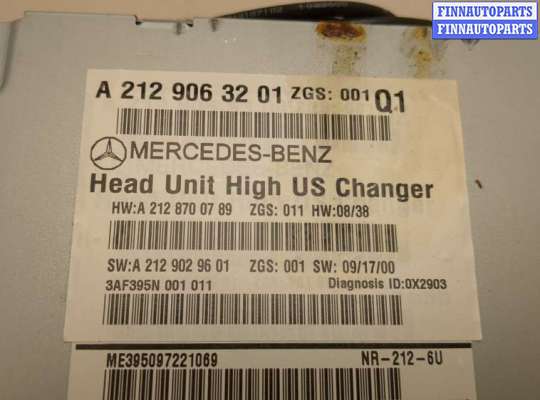 FINNAUTOPARTS
FINNAUTOPARTS
A 212 906 32 01 ZGS: 001 Q1
MERCEDES-BENZ
Head Unit High US Changer
HW:A 212 870 07 89 ZGS: 011 HW:08/38
SW:A 212 902 96 01 ZGS: 001 SW: 09/17/00
3AF395N 001 011 Diagnosis ID:0X2903
ME395097221069 NR-212-6U